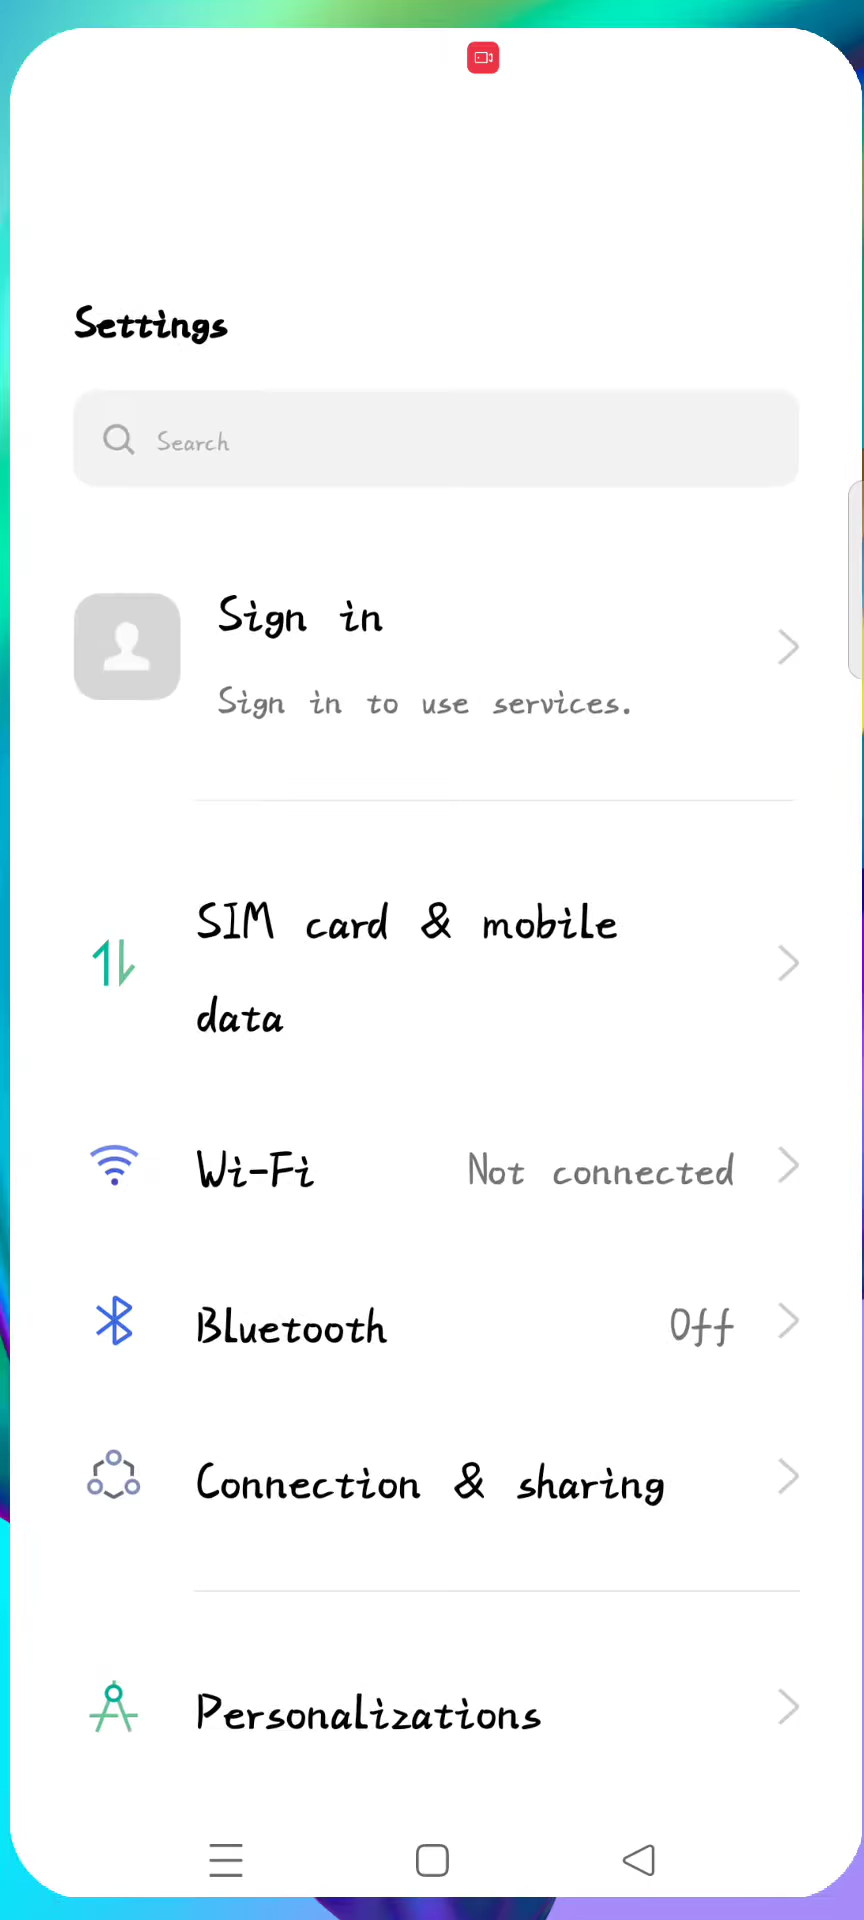 Settings
Search
Sign in
Sign in to use services.
SIM card & mobile
data
Wi-Fi Not connected
Bluetooth Off
Connection & sharing
Personalizations